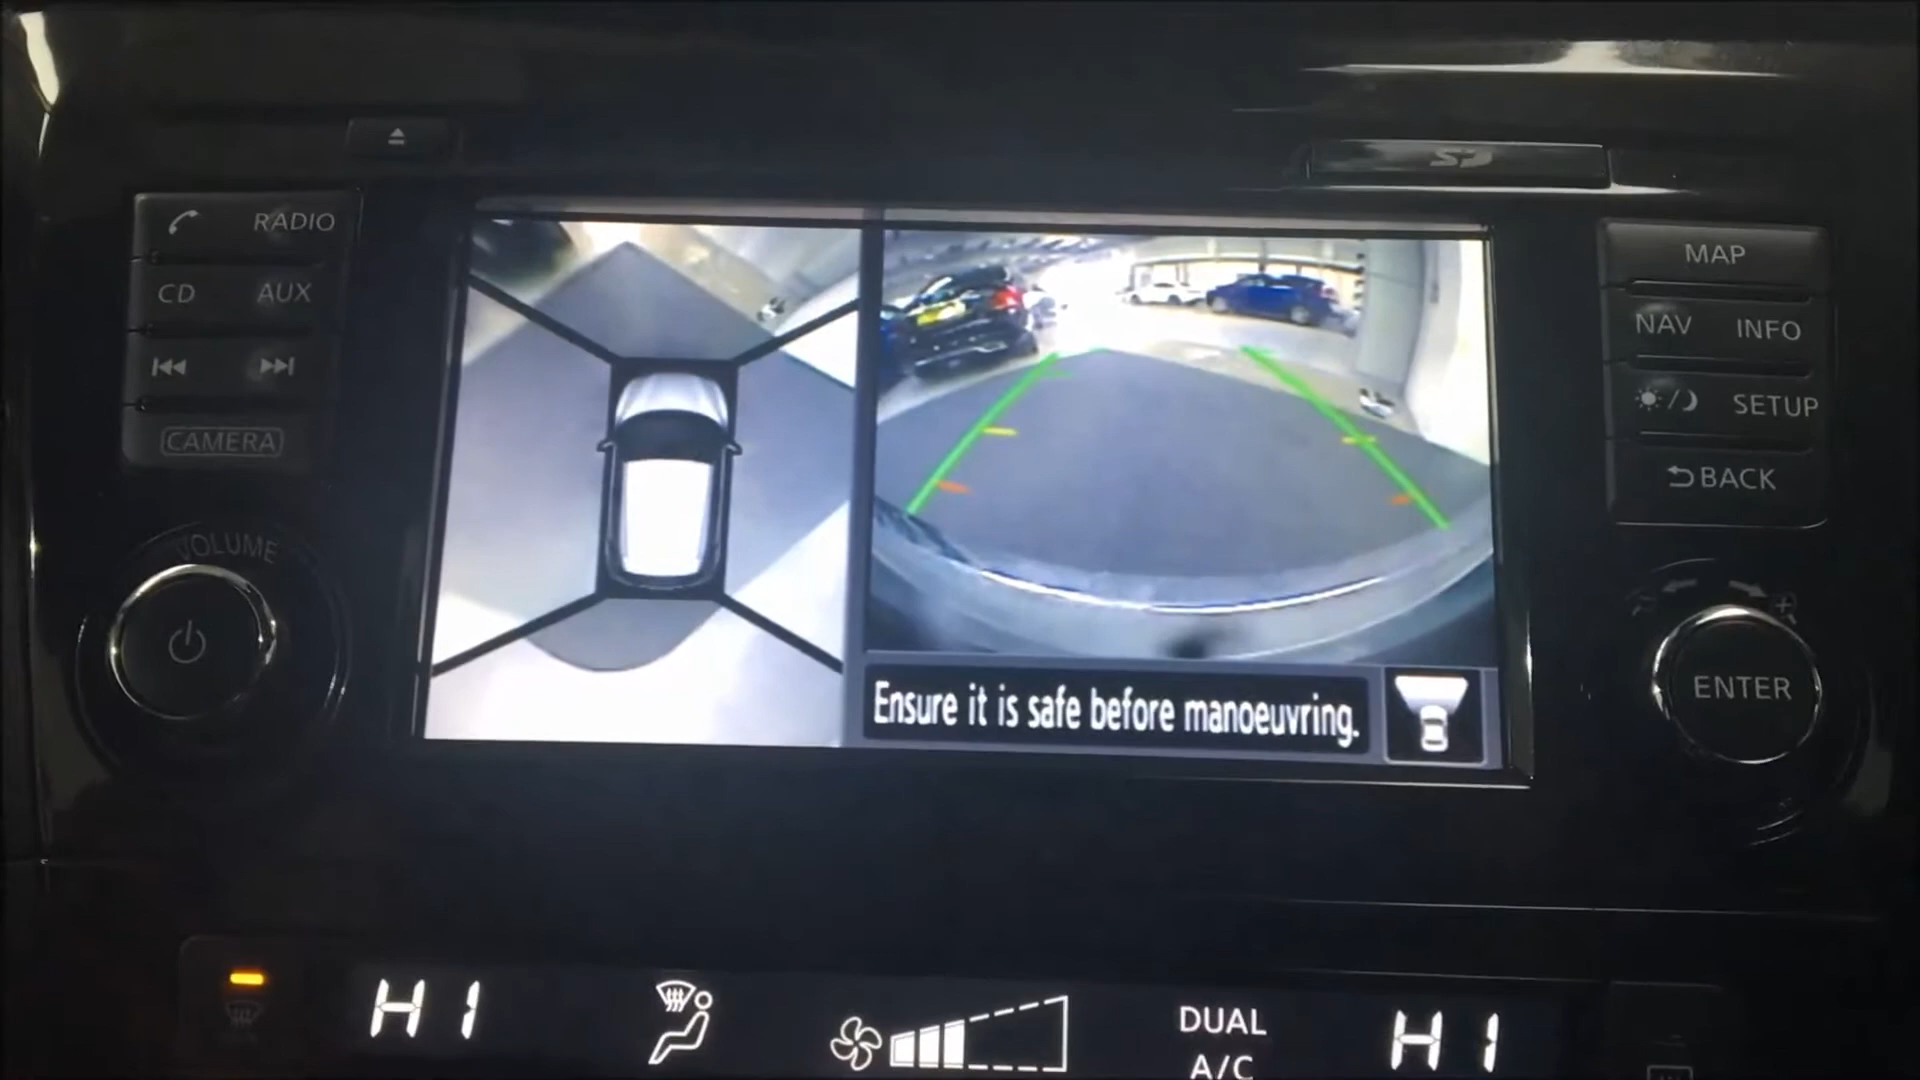 RADIO
CD AUX
CAMERA
VOLUME
MAP
NAV INFO
SETUP
BACK
ENTER
Ensure it is safe before manoeuvring.
HI
DUAL
A/C
HI